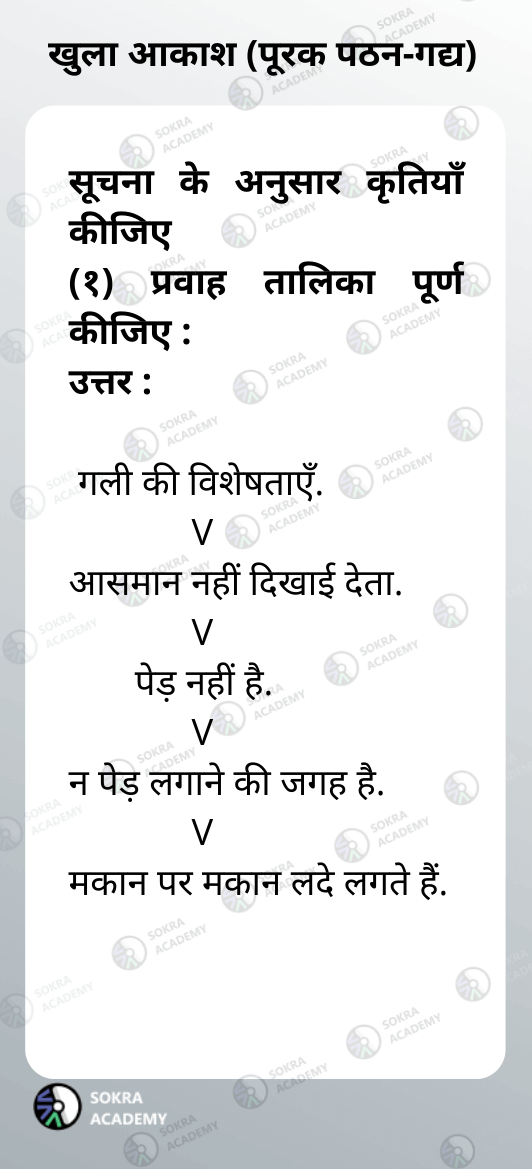 खुला आकाश (पूरक पठन-गद्य)
सूचना के अनुसार कृतियाँ
कीजिए
(१) प्रवाह तालिका पूर्ण
कीजिए :
उत्तर :
गली की विशेषताएँ.
V
आसमान नहीं दिखाई देता.
V
पेड़ नहीं है.
V
न पेड़ लगाने की जगह है.
V
मकान पर मकान लदे लगते हैं.
SOKRA
ACADEMY